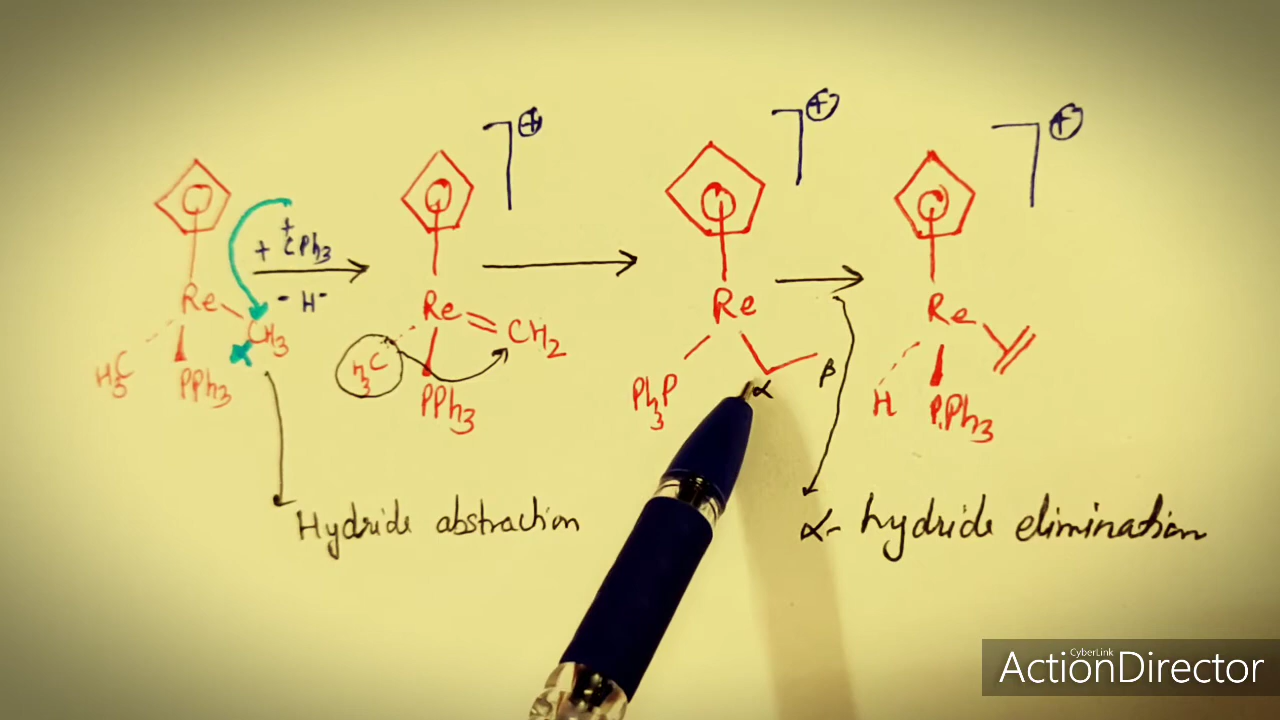 ⊕
⊕
⊕
+ ⁺CPh₃
- H⁻
Re
CH₃
H₃C
PPh₃
Re
CH₂
H₃C
PPh₃
Re
Ph₃P
α
β
Re
H
PPh₃
Hydride abstraction
α- hydride elimination
CyberLink
ActionDirector